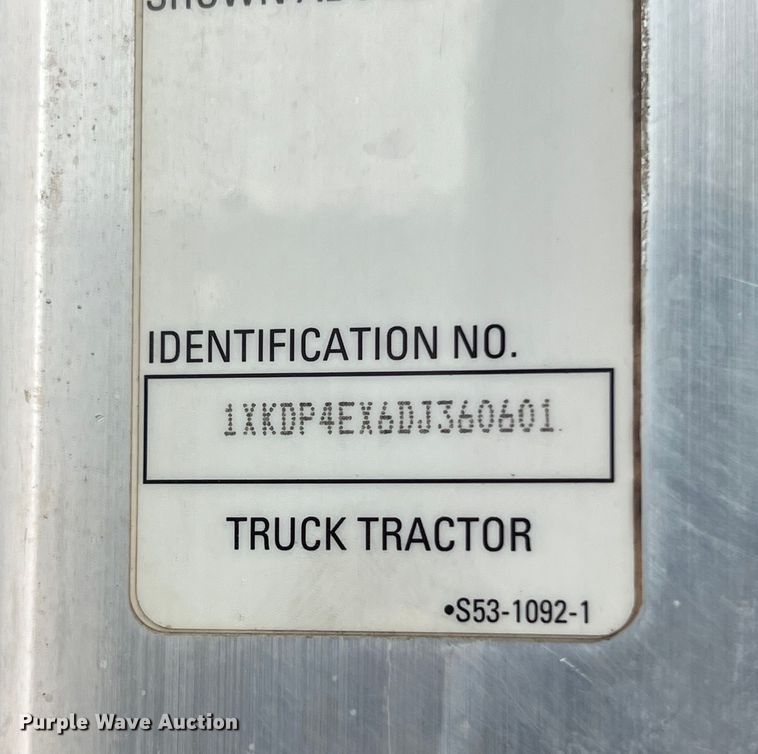 IDENTIFICATION NO.
1XKDP4EX6DJ360601
TRUCK TRACTOR
•S53-1092-1
Purple Wave Auction